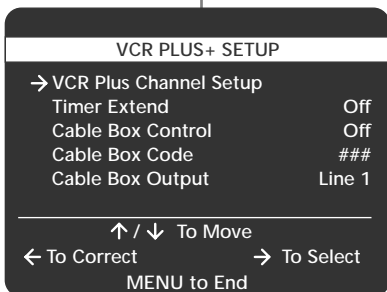 VCR PLUS+ SETUP
→ VCR Plus Channel Setup
Timer Extend Off
Cable Box Control Off
Cable Box Code ###
Cable Box Output Line 1
↑ / ↓ To Move
← To Correct → To Select
MENU to End